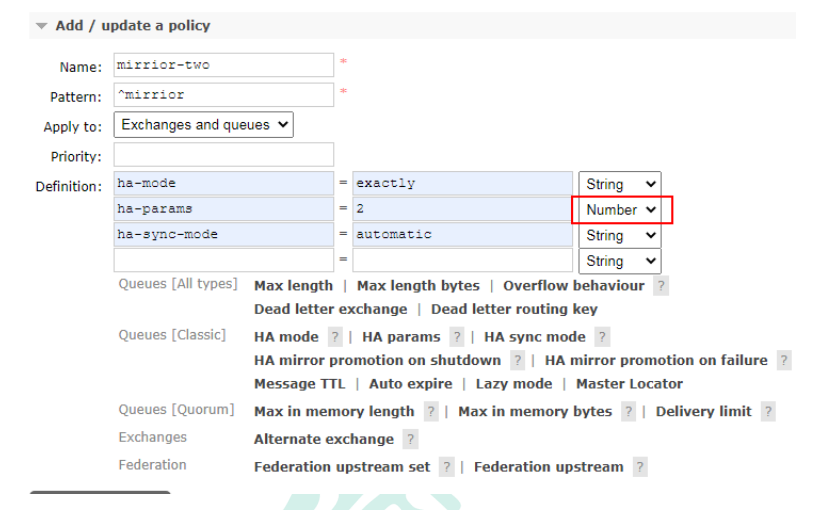 Add / update a policy
Name: mirrior-two *
Pattern: ^mirrior *
Apply to: Exchanges and queues
Priority:
Definition: ha-mode = exactly String
ha-params = 2 Number
ha-sync-mode = automatic String
= String
Queues [All types] Max length | Max length bytes | Overflow behaviour ?
Dead letter exchange | Dead letter routing key
Queues [Classic] HA mode ? | HA params ? | HA sync mode ?
HA mirror promotion on shutdown ? | HA mirror promotion on failure ?
Message TTL | Auto expire | Lazy mode | Master Locator
Queues [Quorum] Max in memory length ? | Max in memory bytes ? | Delivery limit ?
Exchanges Alternate exchange ?
Federation Federation upstream set ? | Federation upstream ?